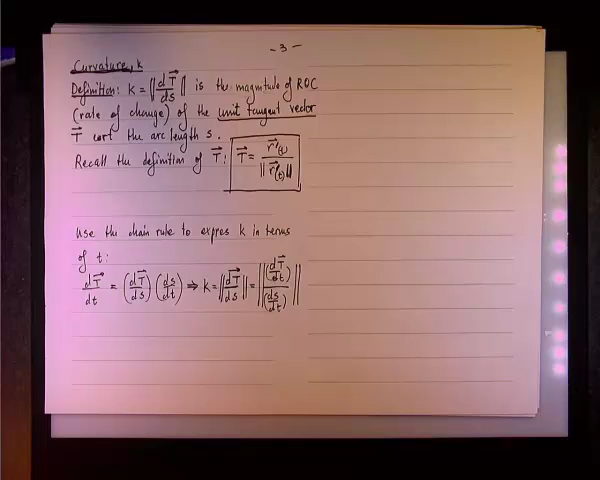 - 3 -
Curvature, k
Definition: K = ||dT⃗/ds|| is the magnitude of ROC
(rate of change) of the unit tangent vector
T⃗ wrt the arc length s.
Recall the definition of T⃗: T⃗ = r⃗'(t) / ||r⃗'(t)||
Use the chain rule to expres k in terms
of t:
dT⃗/dt = (dT⃗/ds)(ds/dt) ⇒ K = ||dT⃗/ds|| = ||(dT⃗/dt)/(ds/dt)||